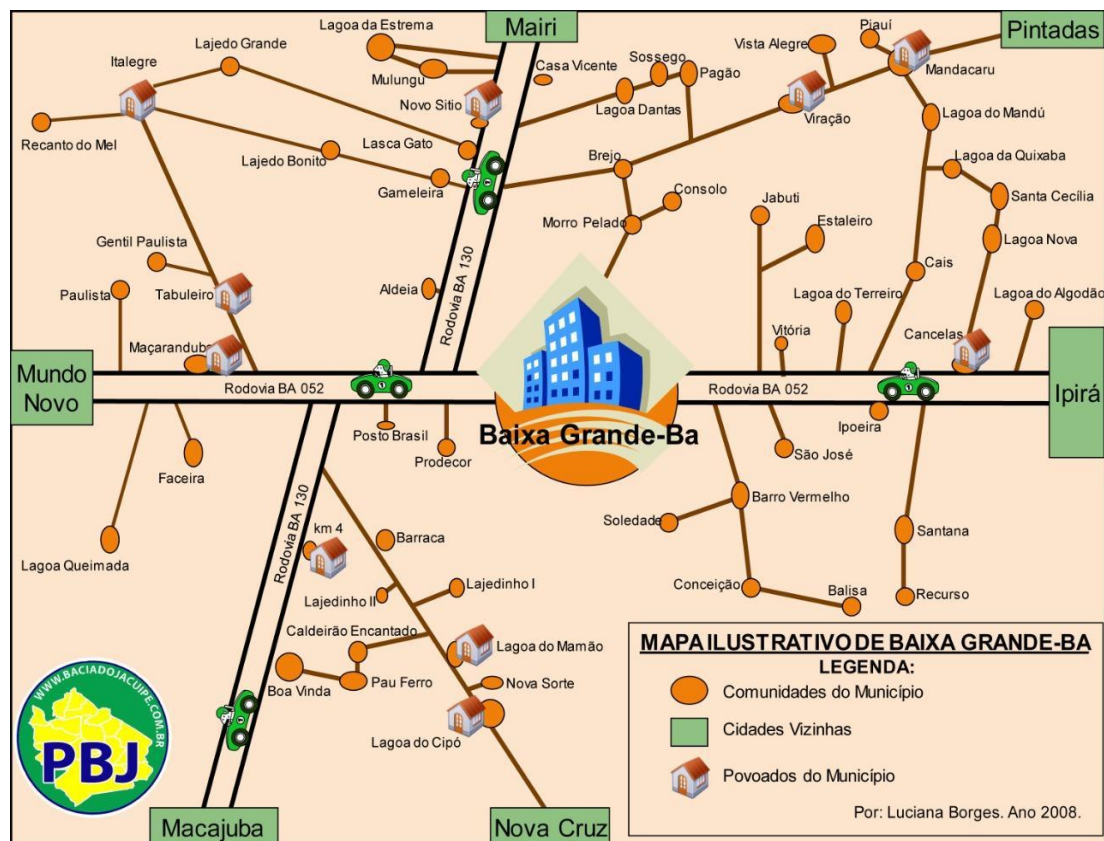 Mairi
Pintadas
Lagoa da Estrema
Piauí
Lajedo Grande
Vista Alegre
Italegre
Casa Vicente
Sossego
Pagão
Mandacaru
Mulungu
Novo Sitio
Lagoa Dantas
Viração
Lagoa do Mandú
Recanto do Mel
Lasca Gato
Brejo
Lagoa da Quixaba
Lajedo Bonito
Gameleira
Consolo
Santa Cecília
Jabuti
Morro Pelado
Estaleiro
Lagoa Nova
Gentil Paulista
Cais
Paulista
Tabuleiro
Aldeia
Rodovia BA 130
Lagoa do Terreiro
Lagoa do Algodão
Vitória
Cancelas
Maçaranduba
Mundo
Novo
Rodovia BA 052
Rodovia BA 052
Ipirá
Baixa Grande-Ba
Posto Brasil
Prodecor
Ipoeira
São José
Faceira
Rodovia BA 130
Barro Vermelho
Soledade
km 4
Barraca
Santana
Lagoa Queimada
Lajedinho I
Conceição
Balisa
Recurso
Lajedinho II
Caldeirão Encantado
Lagoa do Mamão
Boa Vinda
Pau Ferro
Nova Sorte
Lagoa do Cipó
MAPA ILUSTRATIVO DE BAIXA GRANDE-BA
LEGENDA:
Comunidades do Município
Cidades Vizinhas
Povoados do Município
Por: Luciana Borges. Ano 2008.
WWW.BACIADOJACUIPE.COM.BR
PBJ
Macajuba
Nova Cruz